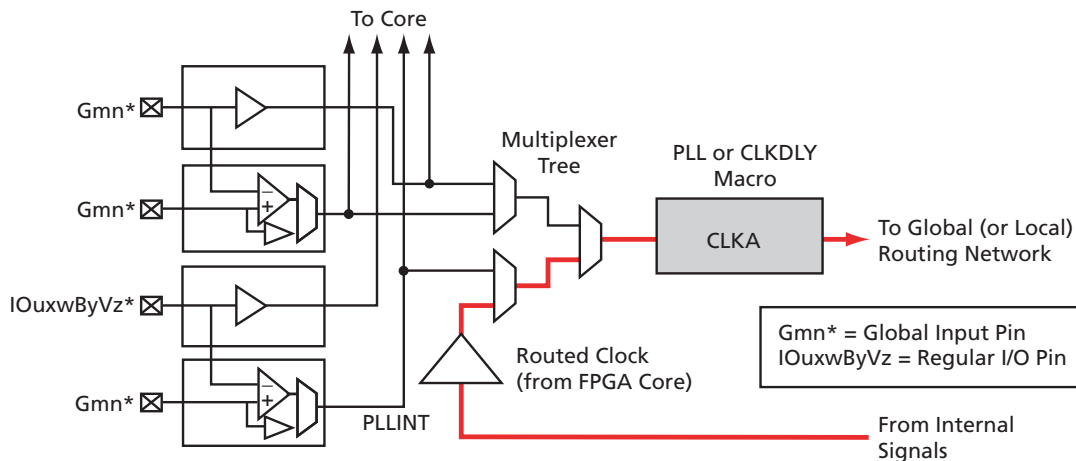 To Core
Gmn*
Gmn*
IOuxwByVz*
Gmn*
− +
− +
PLLINT
Multiplexer
Tree
PLL or CLKDLY
Macro
CLKA
To Global (or Local)
Routing Network
Routed Clock
(from FPGA Core)
Gmn* = Global Input Pin
IOuxwByVz = Regular I/O Pin
From Internal
Signals